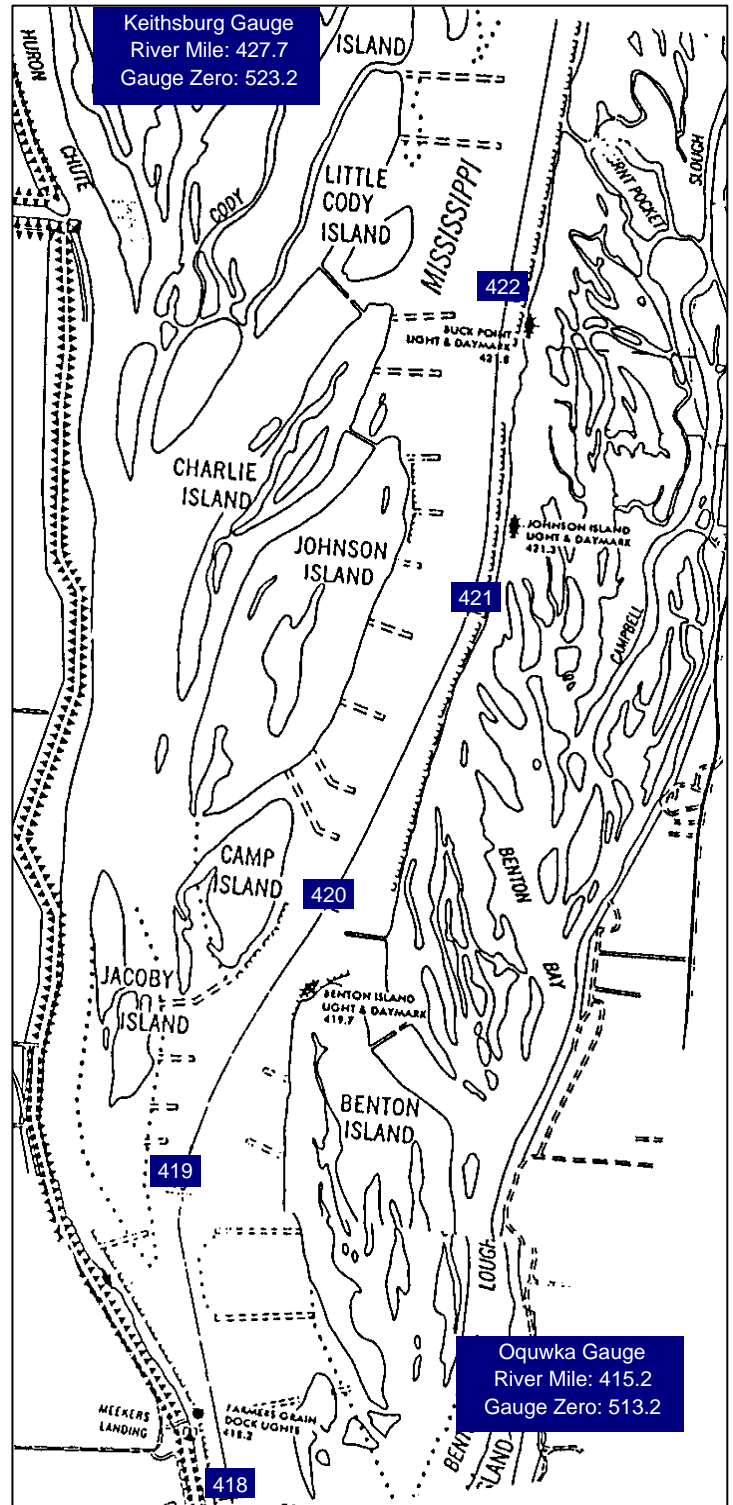 Keithsburg Gauge
River Mile: 427.7
Gauge Zero: 523.2
ISLAND
HURON
CHUTE
CODY
LITTLE
CODY
ISLAND
MISSISSIPPI
SLOUGH
POCKET
422
BUCK POINT
LIGHT & DAYMARK
421.8
CHARLIE
ISLAND
JOHNSON
ISLAND
JOHNSON ISLAND
LIGHT & DAYMARK
421.3
421
CAMPBELL
CAMP
ISLAND
420
BENTON
BAY
JACOBY
ISLAND
BENTON ISLAND
LIGHT & DAYMARK
419.7
BENTON
ISLAND
419
LOUGH
Oquwka Gauge
River Mile: 415.2
Gauge Zero: 513.2
MEEKERS
LANDING
FARMERS GRAIN
DOCK LIGHTS
418.2
418